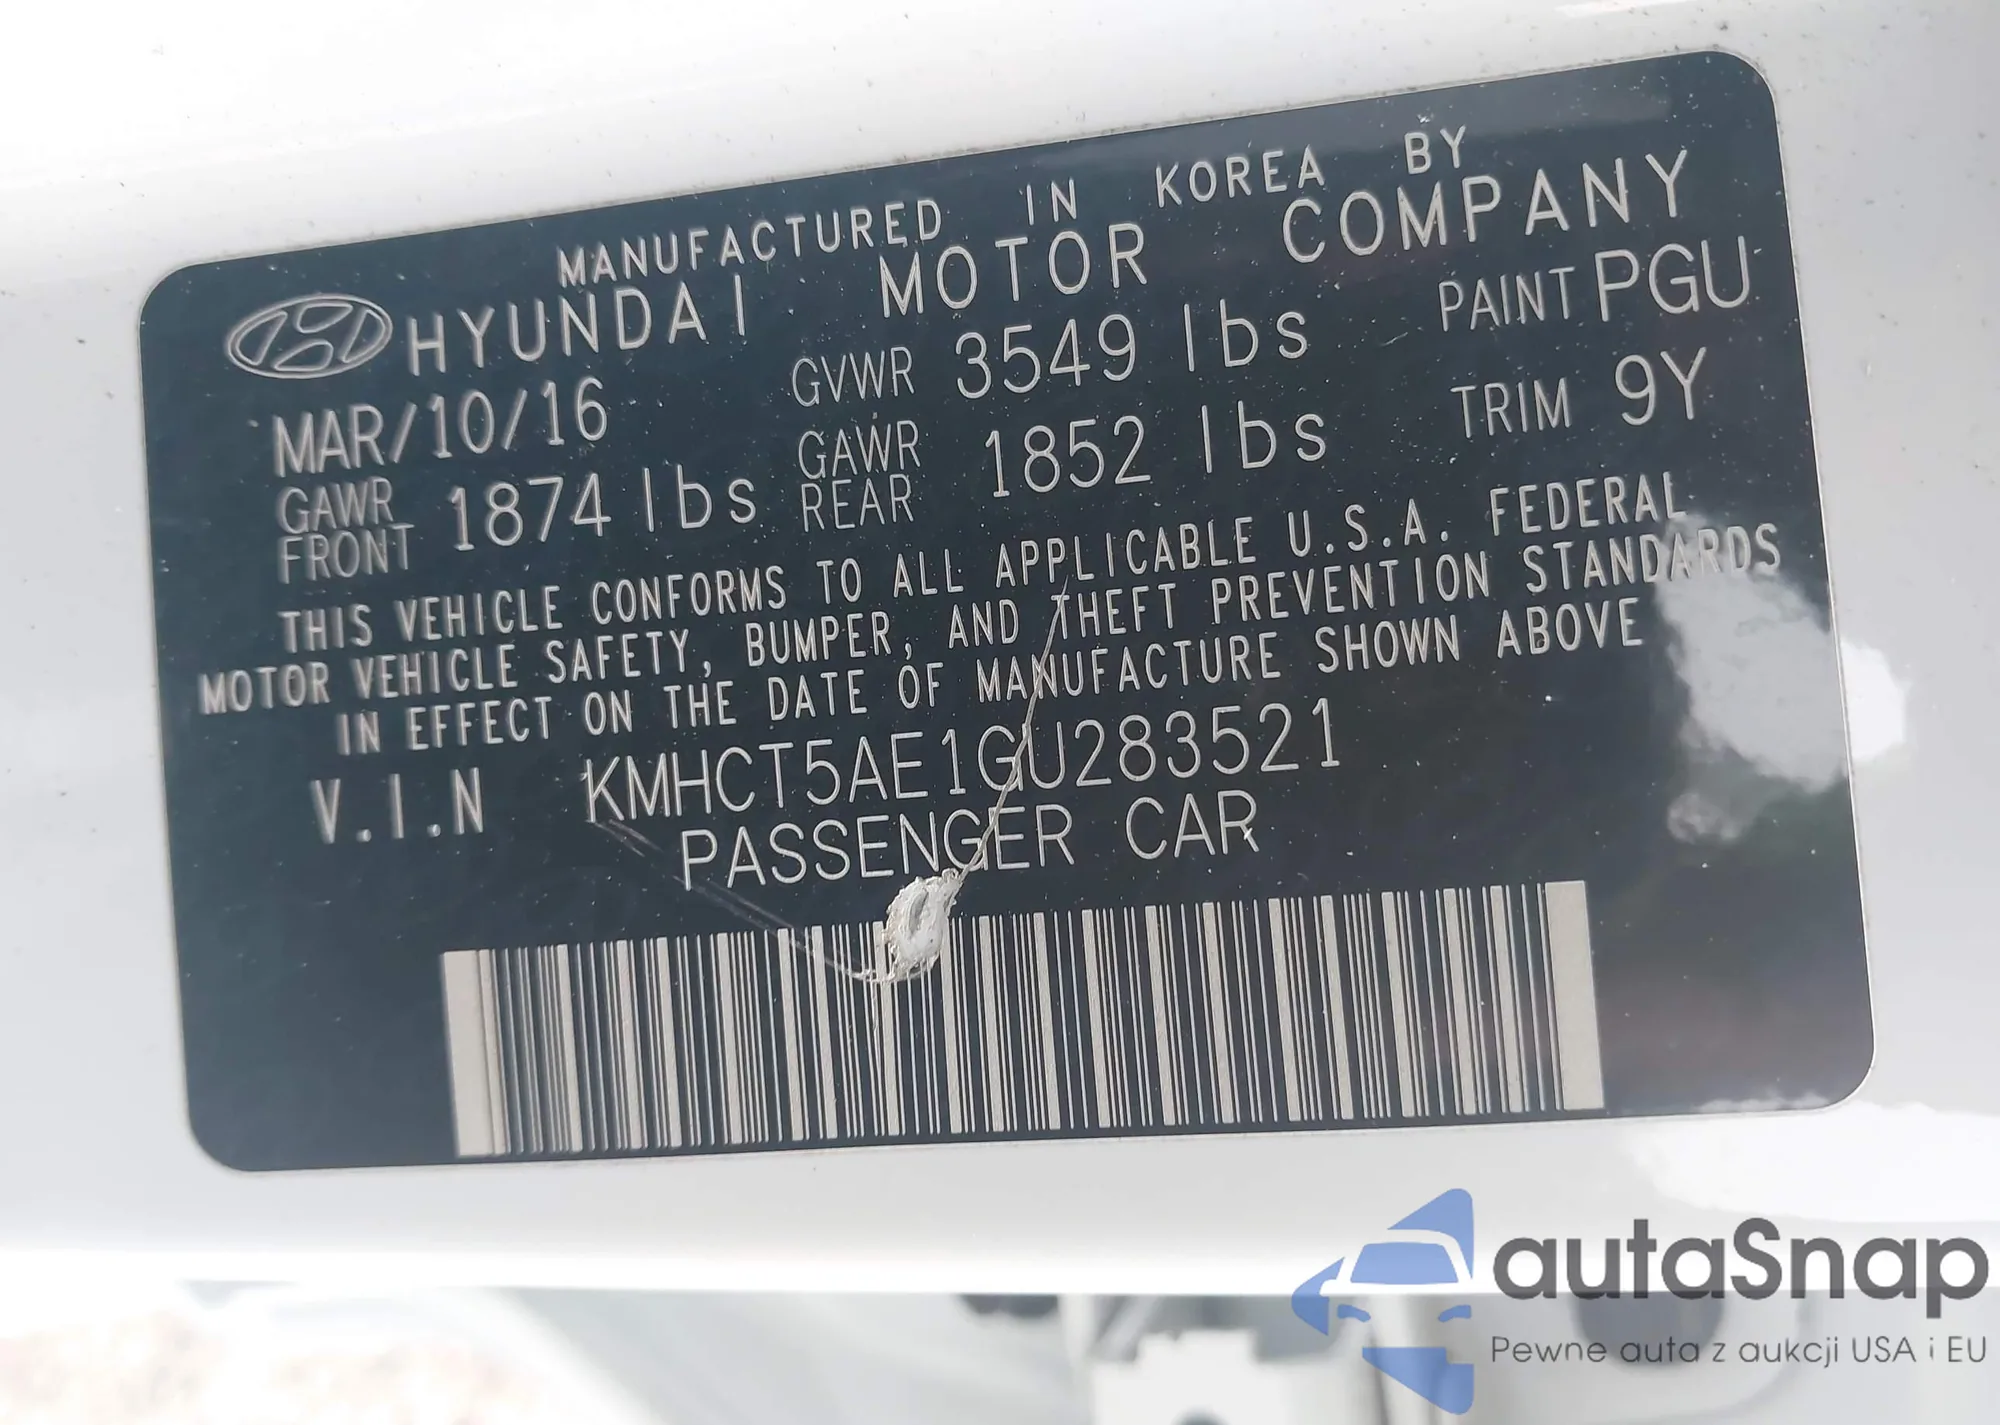 MANUFACTURED IN KOREA BY
HYUNDAI MOTOR COMPANY
MAR/10/16 GVWR 3549 lbs PAINT PGU
GAWR FRONT 1874 lbs GAWR REAR 1852 lbs TRIM 9Y
THIS VEHICLE CONFORMS TO ALL APPLICABLE U.S.A. FEDERAL
MOTOR VEHICLE SAFETY, BUMPER, AND THEFT PREVENTION STANDARDS
IN EFFECT ON THE DATE OF MANUFACTURE SHOWN ABOVE
V.I.N KMHCT5AE1GU283521
PASSENGER CAR
autaSnap
Pewne auta z aukcji USA i EU